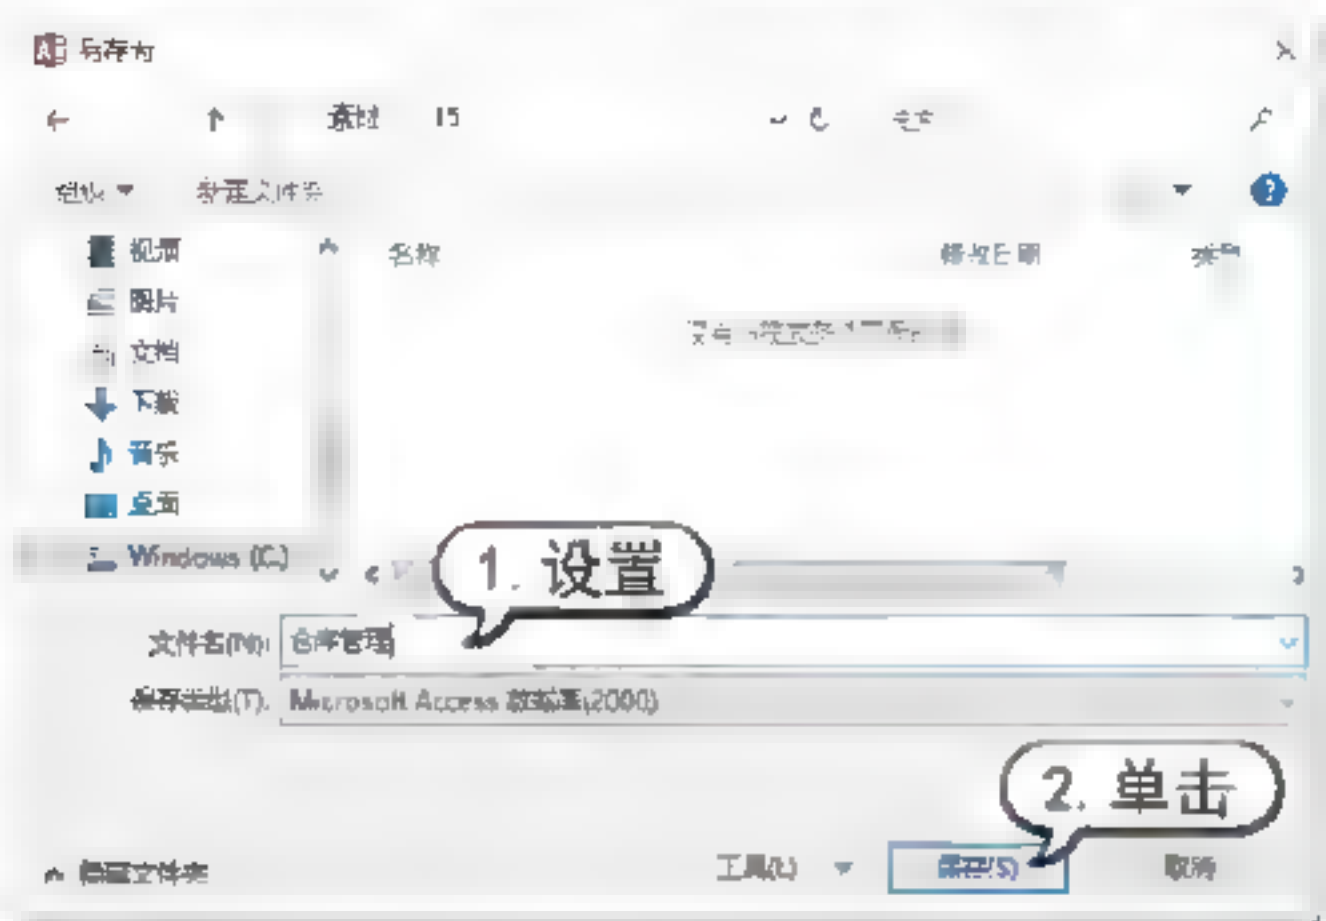 另存为
素材 15
组织 新建文件夹
视频
图片
文档
下载
音乐
桌面
Windows (C:)
名称 修改日期 类型
1. 设置
文件名(N): 仓库管理
保存类型(T): Microsoft Access 数据库(2000)
2. 单击
隐藏文件夹 工具(L) 保存(S) 取消